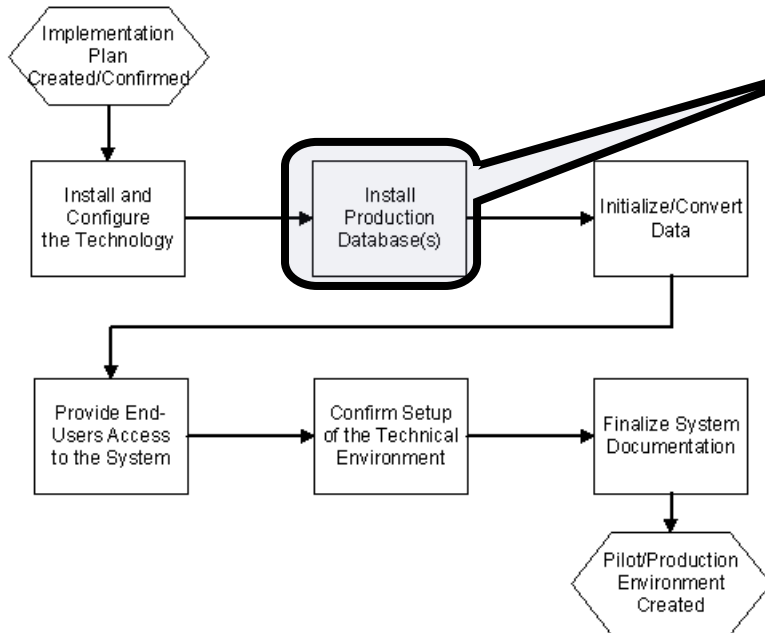 Implementation
Plan
Created/Confirmed
Install and
Configure
the Technology
Install
Production
Database(s)
Initialize/Convert
Data
Provide End-
Users Access
to the System
Confirm Setup
of the Technical
Environment
Finalize System
Documentation
Pilot/Production
Environment
Created